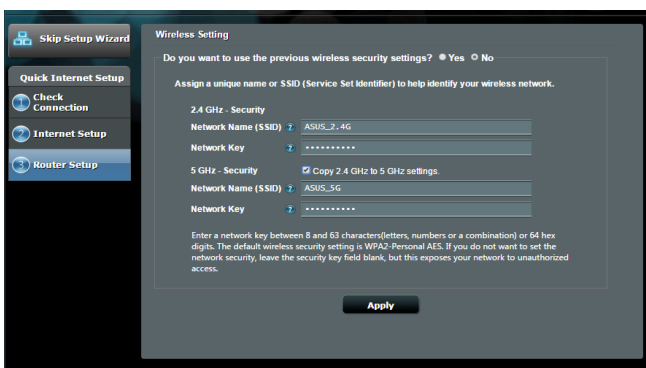 Skip Setup Wizard
Quick Internet Setup
1 Check
Connection
2 Internet Setup
3 Router Setup
Wireless Setting
Do you want to use the previous wireless security settings? Yes No
Assign a unique name or SSID (Service Set Identifier) to help identify your wireless network.
2.4 GHz - Security
Network Name (SSID) ? ASUS_2.4G
Network Key ? ••••••••••
5 GHz - Security Copy 2.4 GHz to 5 GHz settings.
Network Name (SSID) ? ASUS_5G
Network Key ? ••••••••••
Enter a network key between 8 and 63 characters(letters, numbers or a combination) or 64 hex
digits. The default wireless security setting is WPA2-Personal AES. If you do not want to set the
network security, leave the security key field blank, but this exposes your network to unauthorized
access.
Apply